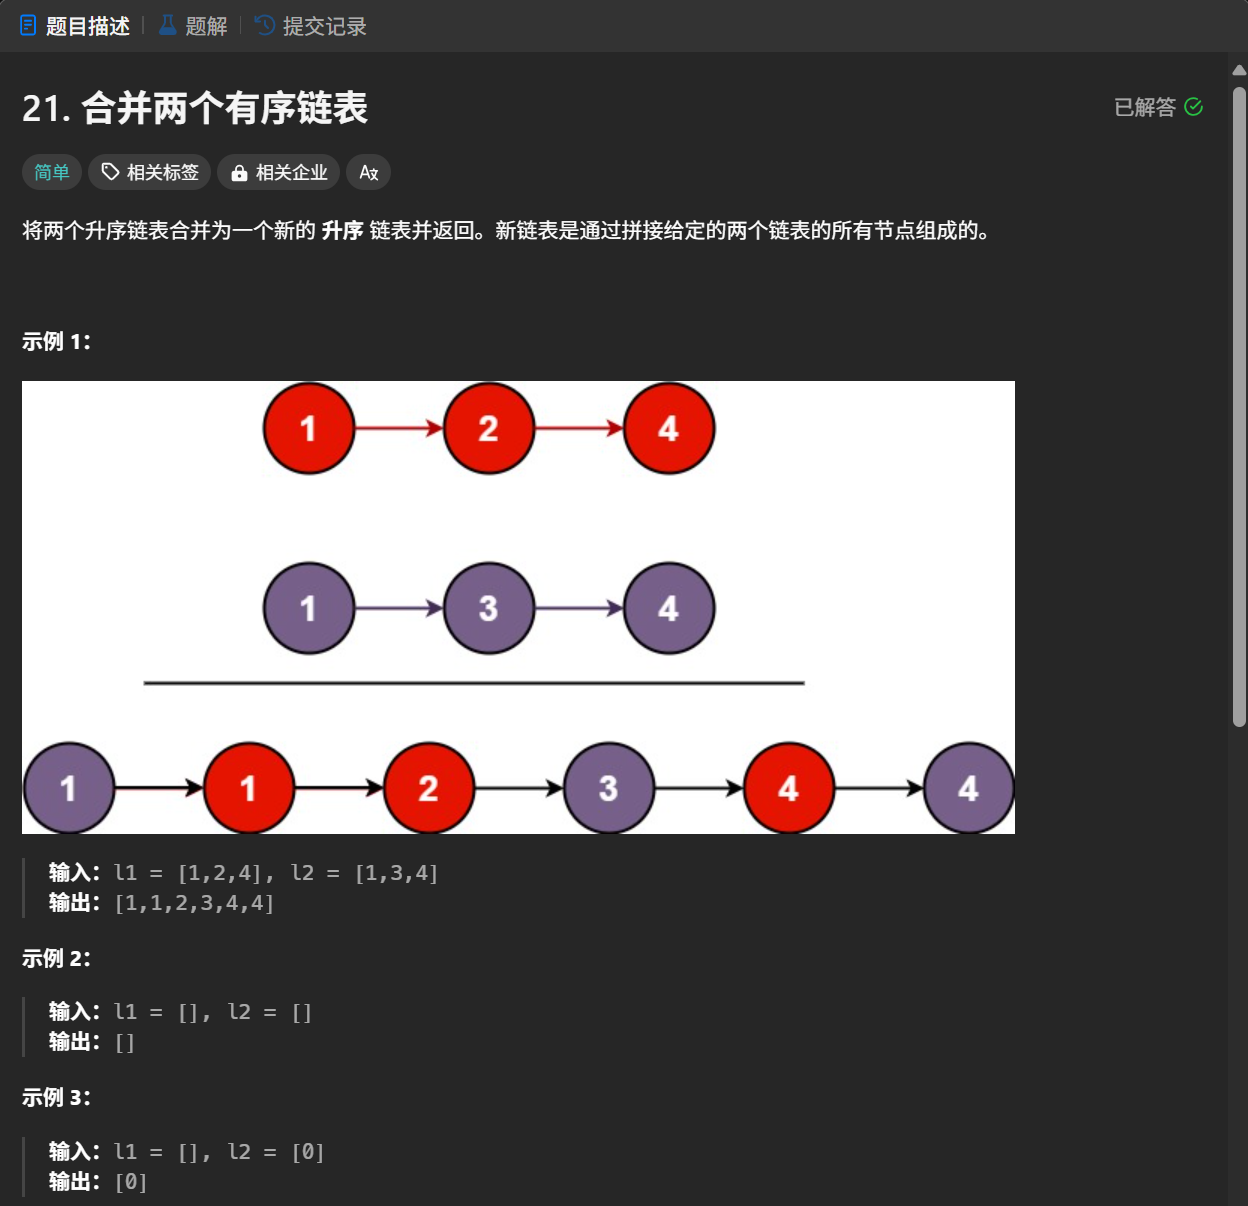 题目描述 | 题解 | 提交记录
21. 合并两个有序链表
已解答
简单 相关标签 相关企业 AX
将两个升序链表合并为一个新的 升序 链表并返回。新链表是通过拼接给定的两个链表的所有节点组成的。
示例 1：
1 2 4
1 3 4
1 1 2 3 4 4
输入：l1 = [1,2,4], l2 = [1,3,4]
输出：[1,1,2,3,4,4]
示例 2：
输入：l1 = [], l2 = []
输出：[]
示例 3：
输入：l1 = [], l2 = [0]
输出：[0]